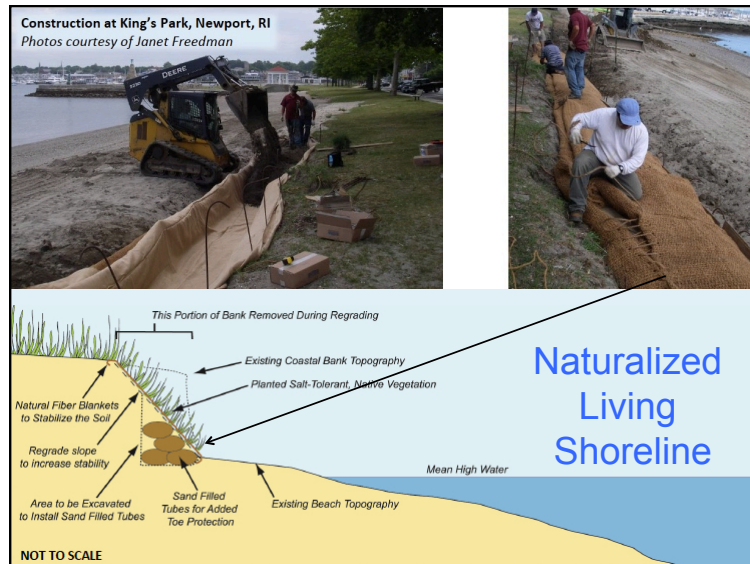 Construction at King's Park, Newport, RI
Photos courtesy of Janet Freedman
DEERE
This Portion of Bank Removed During Regrading
Existing Coastal Bank Topography
Planted Salt-Tolerant, Native Vegetation
Natural Fiber Blankets
to Stabilize the Soil
Regrade slope
to increase stability
Area to be Excavated
to Install Sand Filled Tubes
Sand Filled
Tubes for Added
Toe Protection
Existing Beach Topography
Mean High Water
Naturalized
Living
Shoreline
NOT TO SCALE